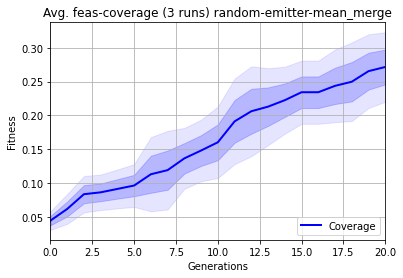 Avg. feas-coverage (3 runs) random-emitter-mean_merge
0.30
0.25
0.20
0.15
0.10
0.05
Fitness
0.0 2.5 5.0 7.5 10.0 12.5 15.0 17.5 20.0
Generations
Coverage